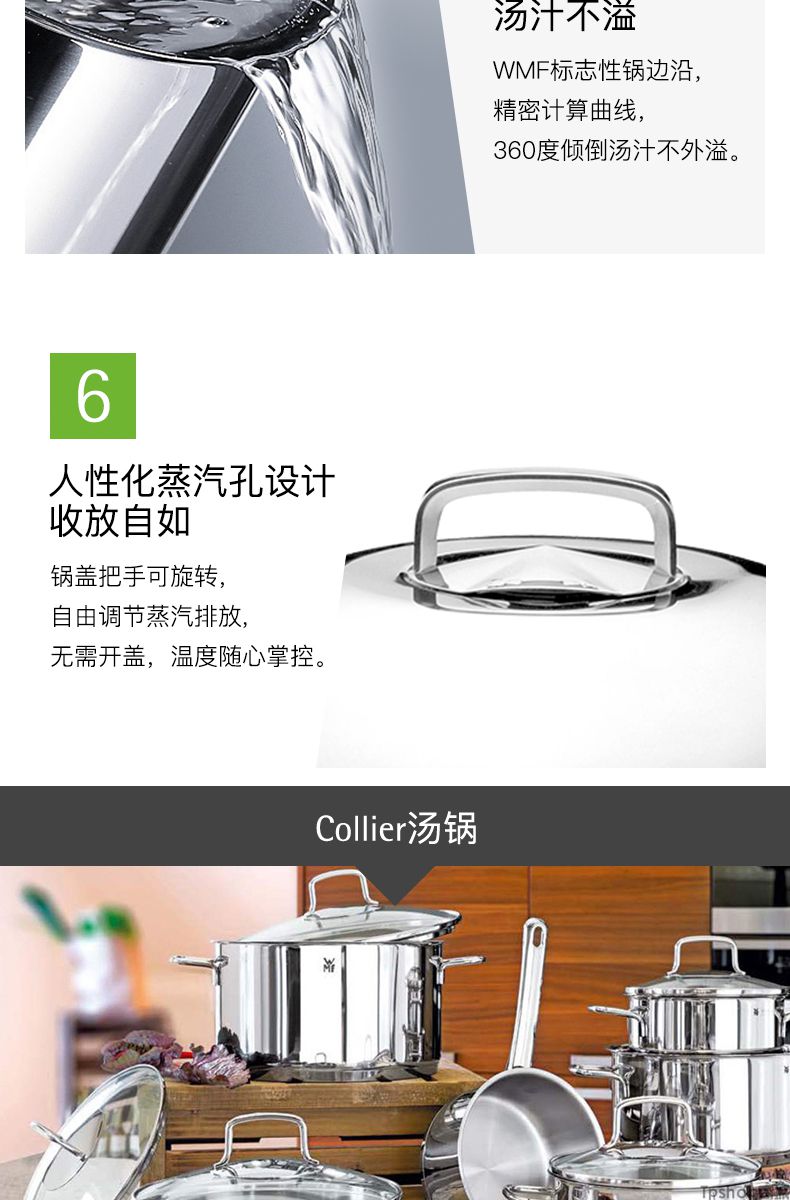 汤汁不溢
WMF标志性锅边沿，
精密计算曲线，
360度倾倒汤汁不外溢。
6
人性化蒸汽孔设计
收放自如
锅盖把手可旋转，
自由调节蒸汽排放，
无需开盖，温度随心掌控。
Collier汤锅
WMF